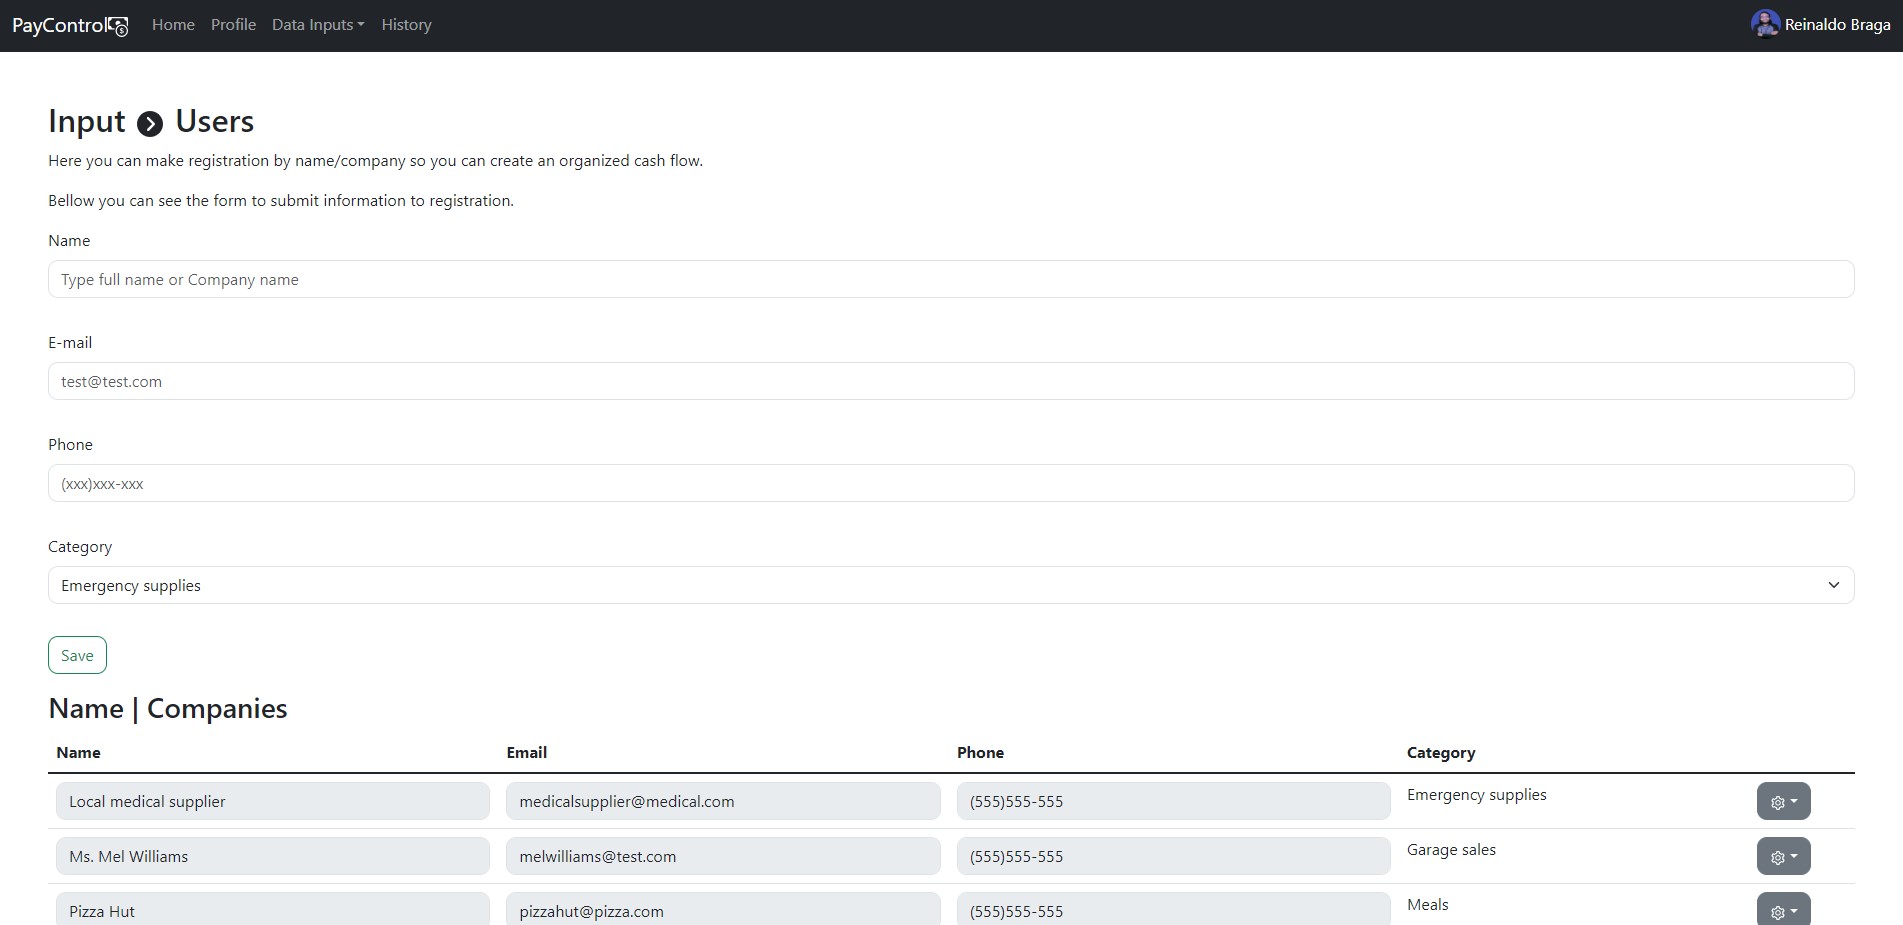 PayControl Home Profile Data Inputs History Reinaldo Braga
Input Users
Here you can make registration by name/company so you can create an organized cash flow.
Bellow you can see the form to submit information to registration.
Name
Type full name or Company name
E-mail
test@test.com
Phone
(xxx)xxx-xxx
Category
Emergency supplies
Save
Name | Companies
Name Email Phone Category
Local medical supplier medicalsupplier@medical.com (555)555-555 Emergency supplies
Ms. Mel Williams melwilliams@test.com (555)555-555 Garage sales
Pizza Hut pizzahut@pizza.com (555)555-555 Meals